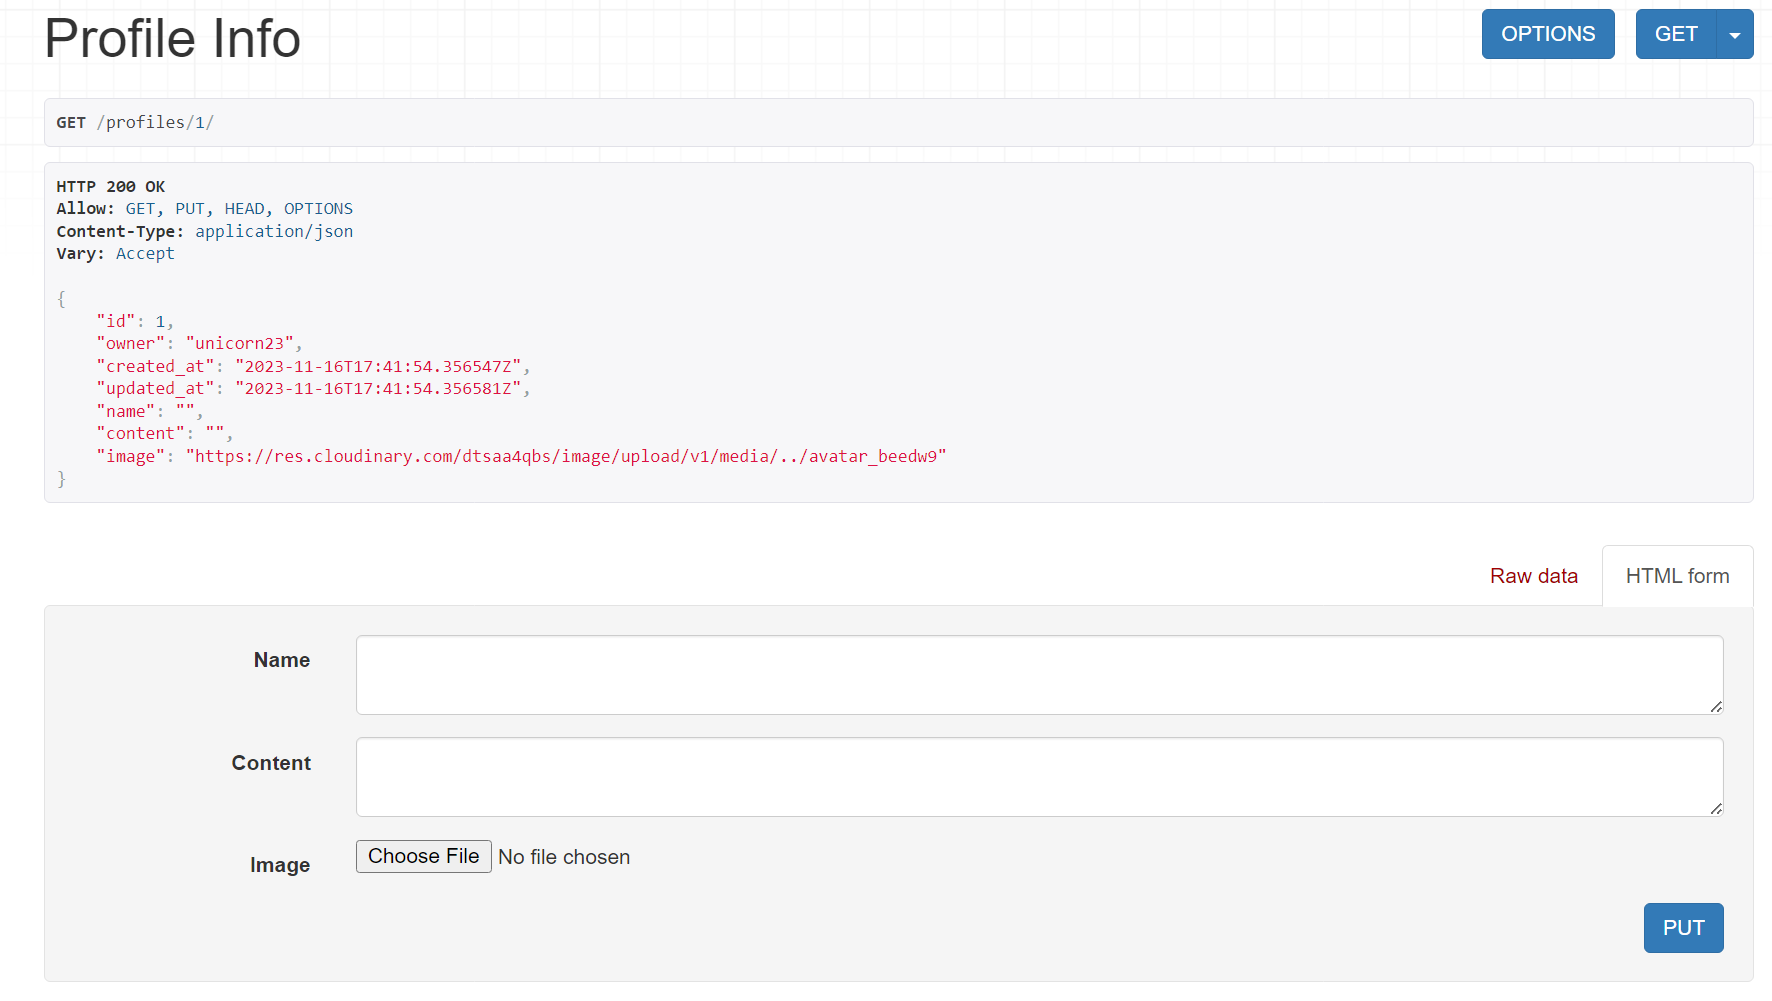 Profile Info
OPTIONS
GET
GET /profiles/1/
HTTP 200 OK
Allow: GET, PUT, HEAD, OPTIONS
Content-Type: application/json
Vary: Accept
{
    "id": 1,
    "owner": "unicorn23",
    "created_at": "2023-11-16T17:41:54.356547Z",
    "updated_at": "2023-11-16T17:41:54.356581Z",
    "name": "",
    "content": "",
    "image": "https://res.cloudinary.com/dtsaa4qbs/image/upload/v1/media/../avatar_beedw9"
}
Raw data
HTML form
Name
Content
Image
Choose File No file chosen
PUT